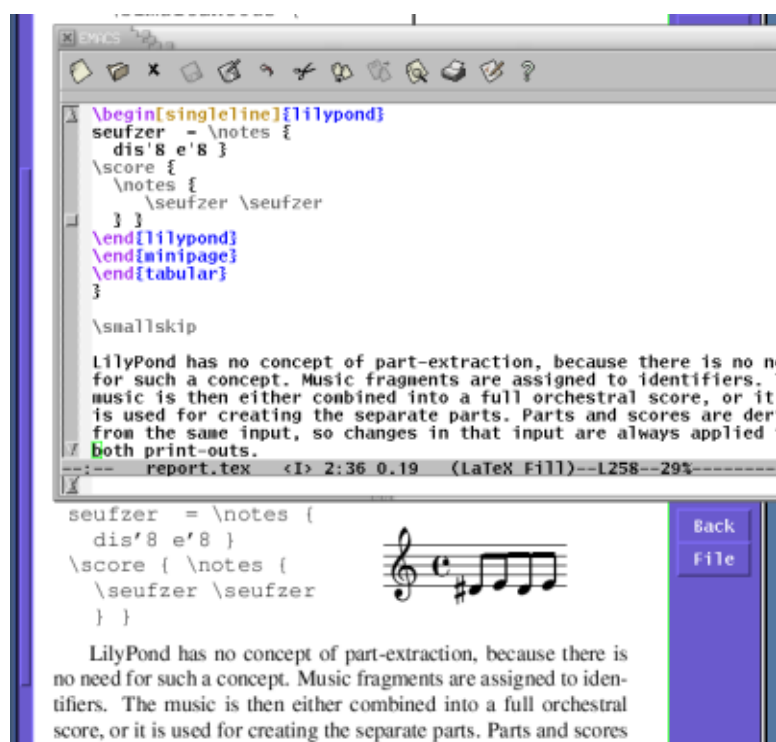 EMACS
\begin[singleline]{lilypond}
seufzer = \notes {
dis'8 e'8 }
\score {
\notes {
\seufzer \seufzer
} }
\end{lilypond}
\end{minipage}
\end{tabular}
}
\smallskip
LilyPond has no concept of part-extraction, because there is no
for such a concept. Music fragments are assigned to identifiers.
music is then either combined into a full orchestral score, or it
is used for creating the separate parts. Parts and scores are
from the same input, so changes in that input are always applied
both print-outs.
--:-- report.tex <I> 2:36 0.19 (LaTeX Fill)--L258--29%--------
seufzer = \notes {
dis'8 e'8 }
\score { \notes {
\seufzer \seufzer
} }
Back
File
LilyPond has no concept of part-extraction, because there is
no need for such a concept. Music fragments are assigned to iden-
tifiers. The music is then either combined into a full orchestral
score, or it is used for creating the separate parts. Parts and scores